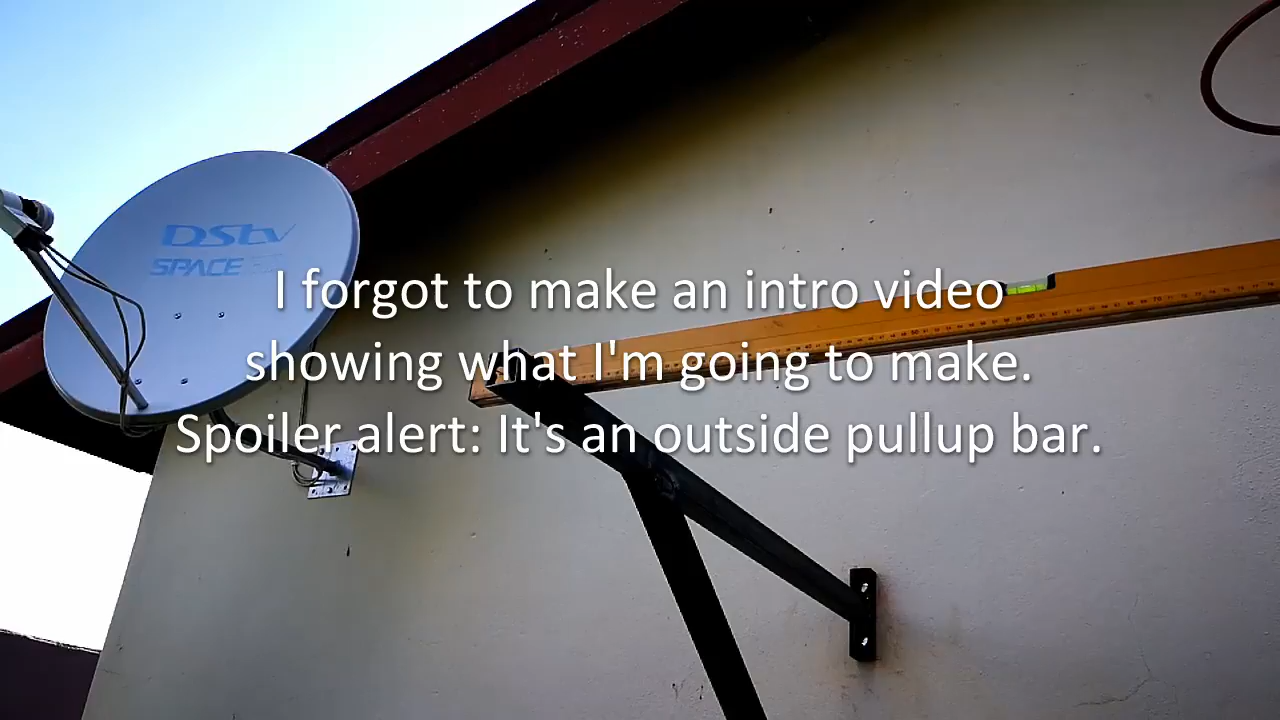 DStv
SPACE
I forgot to make an intro video
showing what I'm going to make.
Spoiler alert: It's an outside pullup bar.